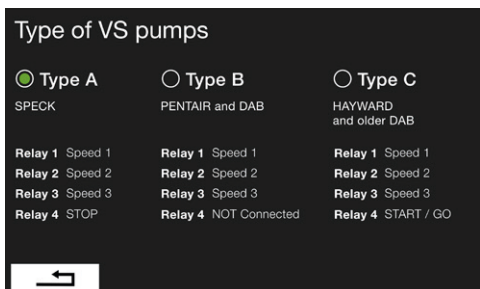 Type of VS pumps
Type A
SPECK
Relay 1 Speed 1
Relay 2 Speed 2
Relay 3 Speed 3
Relay 4 STOP
Type B
PENTAIR and DAB
Relay 1 Speed 1
Relay 2 Speed 2
Relay 3 Speed 3
Relay 4 NOT Connected
Type C
HAYWARD
and older DAB
Relay 1 Speed 1
Relay 2 Speed 2
Relay 3 Speed 3
Relay 4 START / GO